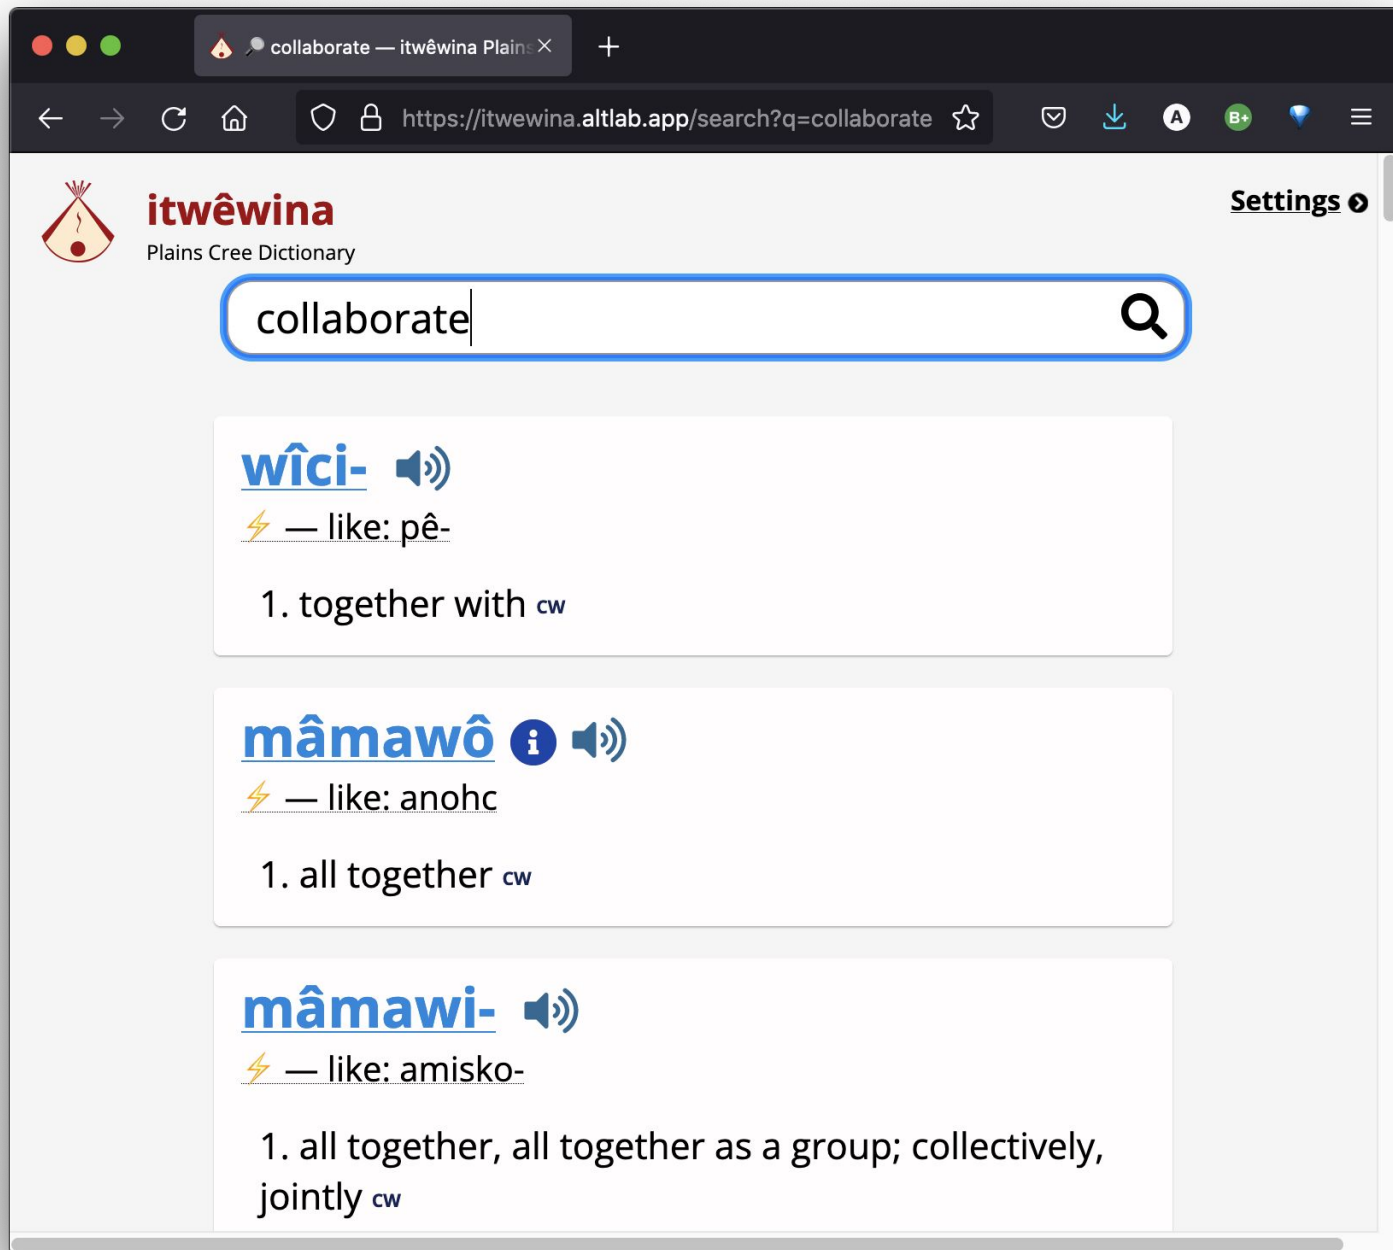 collaborate — itwêwina Plains
https://itwewina.altlab.app/search?q=collaborate
A
B+
itwêwina
Settings
Plains Cree Dictionary
collaborate
wîci-
— like: pê-
1. together with cw
mâmawô i
— like: anohc
1. all together cw
mâmawi-
— like: amisko-
1. all together, all together as a group; collectively,
jointly cw